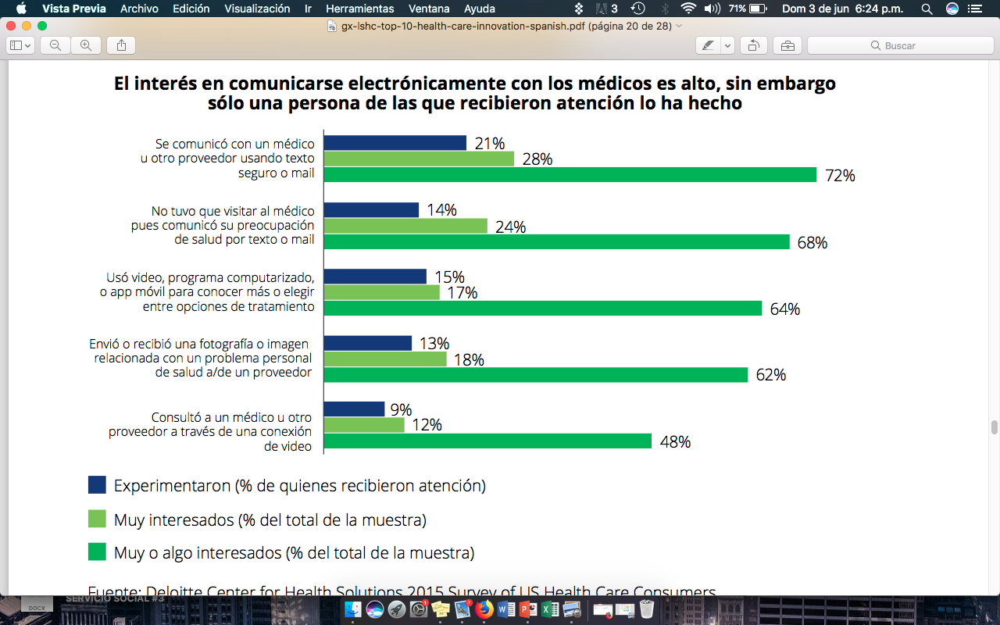 Vista Previa Archivo Edición Visualización Ir Herramientas Ventana Ayuda 3 71% Dom 3 de jun 6:24 p.m.
gx-lshc-top-10-health-care-innovation-spanish.pdf (página 20 de 28)
Buscar
El interés en comunicarse electrónicamente con los médicos es alto, sin embargo
sólo una persona de las que recibieron atención lo ha hecho
Se comunicó con un médico
u otro proveedor usando texto
seguro o mail
21%
28%
72%
No tuvo que visitar al médico
pues comunicó su preocupación
de salud por texto o mail
14%
24%
68%
Usó video, programa computarizado,
o app móvil para conocer más o elegir
entre opciones de tratamiento
15%
17%
64%
Envió o recibió una fotografía o imagen
relacionada con un problema personal
de salud a/de un proveedor
13%
18%
62%
Consultó a un médico u otro
proveedor a través de una conexión
de video
9%
12%
48%
Experimentaron (% de quienes recibieron atención)
Muy interesados (% del total de la muestra)
Muy o algo interesados (% del total de la muestra)
Fuente: Deloitte Center for Health Solutions 2015 Survey of US Health Care Consumers
SERVICIO SOCIAL #3
DOCX